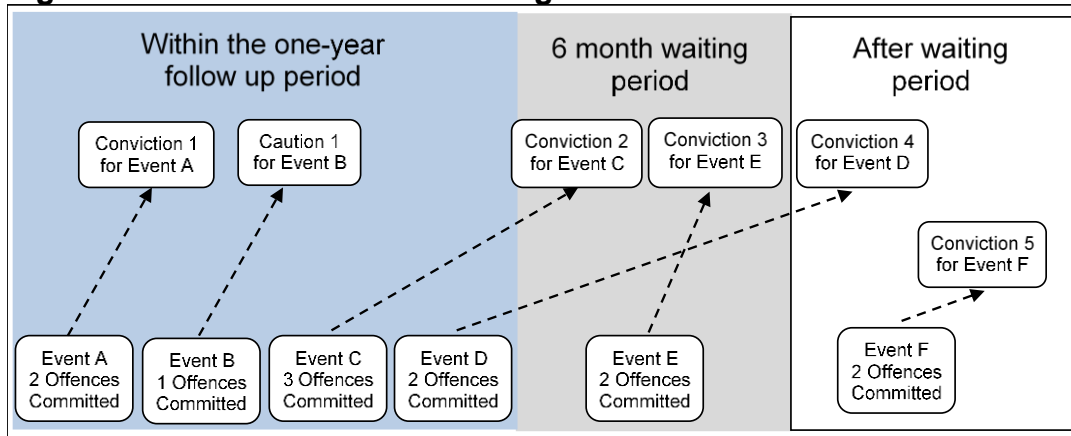 Within the one-year
follow up period
6 month waiting
period
After waiting
period
Conviction 1
for Event A
Caution 1
for Event B
Conviction 2
for Event C
Conviction 3
for Event E
Conviction 4
for Event D
Conviction 5
for Event F
Event A
2 Offences
Committed
Event B
1 Offences
Committed
Event C
3 Offences
Committed
Event D
2 Offences
Committed
Event E
2 Offences
Committed
Event F
2 Offences
Committed